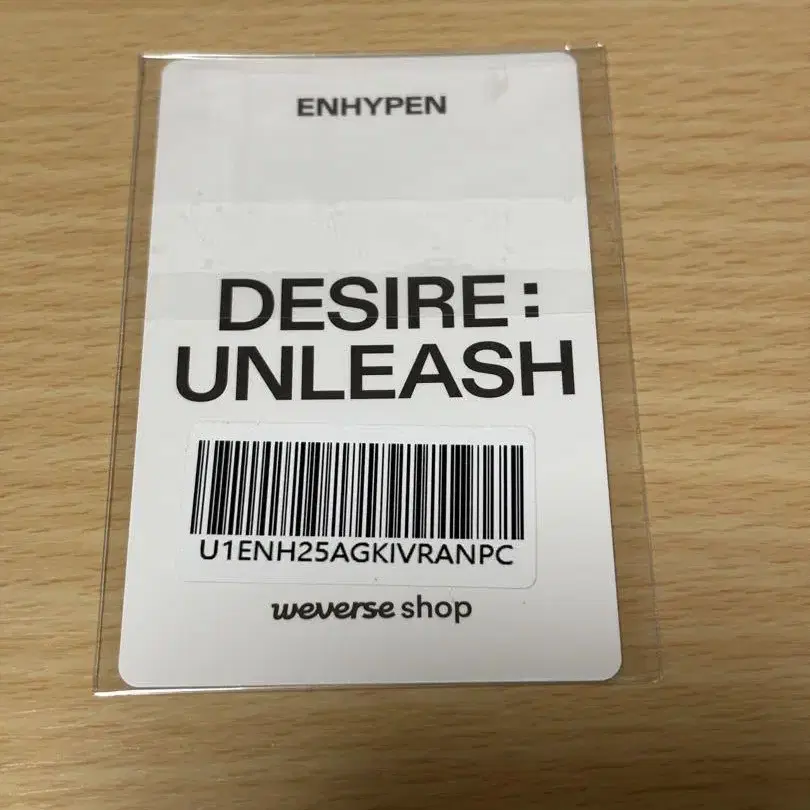 ENHYPEN
DESIRE:
UNLEASH
U1ENH25AGKIVRANPC
weverse shop